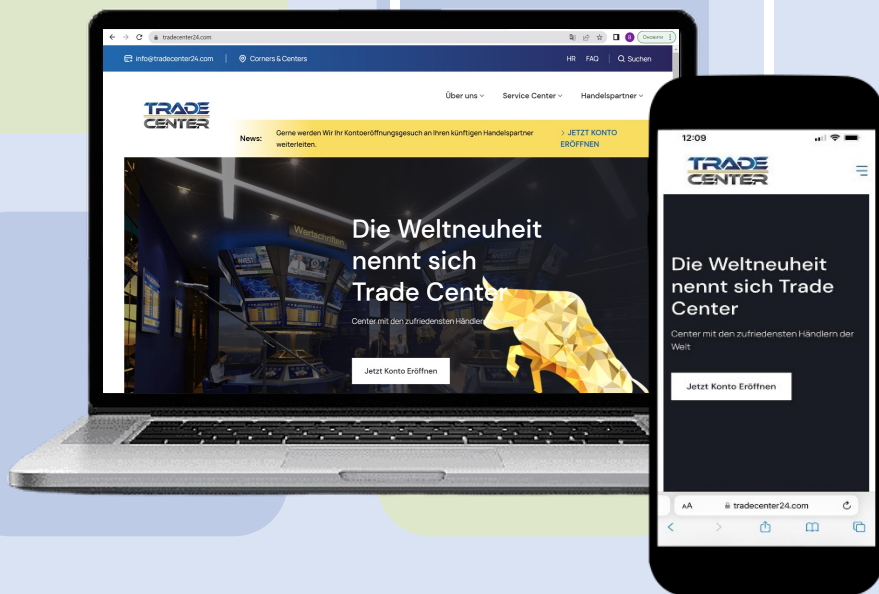 tradecenter24.com
info@tradecenter24.com
Corners & Centers
HR FAQ Suchen
TRADE
CENTER
Über uns Service Center Handelspartner
News:
Gerne werden Wir Ihr Kontoeröffnungsgesuch an Ihren künftigen Handelspartner
weiterleiten.
> JETZT KONTO
ERÖFFNEN
Wertschriften
Die Weltneuheit
nennt sich
Trade Center
Center mit den zufriedensten Händlern
Jetzt Konto Eröffnen
12:09
TRADE
CENTER
Die Weltneuheit
nennt sich Trade
Center
Center mit den zufriedensten Händlern der
Welt
Jetzt Konto Eröffnen
AA tradecenter24.com